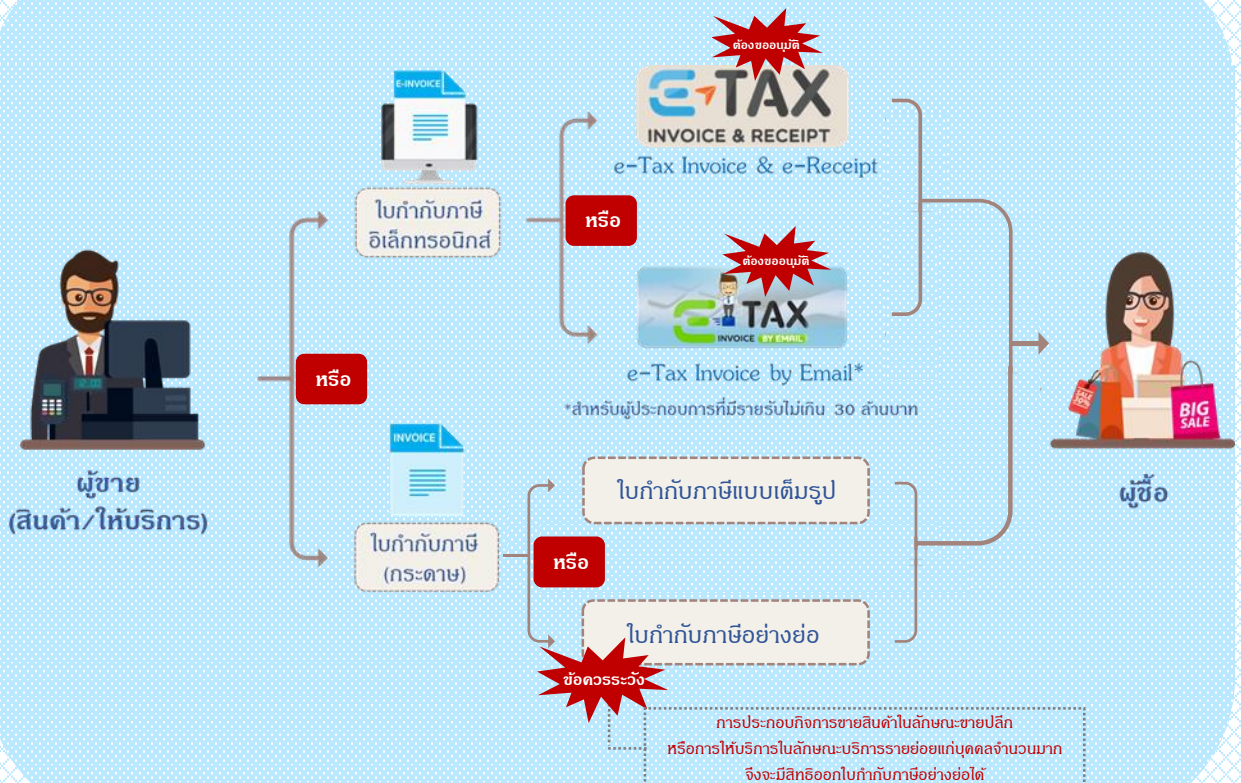 ต้องขออนุมัติ
E-INVOICE
E-TAX
INVOICE & RECEIPT
e-Tax Invoice & e-Receipt
ใบกำกับภาษี
อิเล็กทรอนิกส์
หรือ
ต้องขออนุมัติ
E TAX
INVOICE BY EMAIL
e-Tax Invoice by Email*
*สำหรับผู้ประกอบการที่มีรายรับไม่เกิน 30 ล้านบาท
หรือ
ผู้ขาย
(สินค้า/ให้บริการ)
SALE
50%
BIG
SALE
ผู้ซื้อ
INVOICE
ใบกำกับภาษี
(กระดาษ)
หรือ
ใบกำกับภาษีแบบเต็มรูป
ใบกำกับภาษีอย่างย่อ
ข้อควรระวัง
การประกอบกิจการขายสินค้าในลักษณะขายปลีก
หรือการให้บริการในลักษณะบริการรายย่อยแก่บุคคลจำนวนมาก
จึงจะมีสิทธิออกใบกำกับภาษีอย่างย่อได้